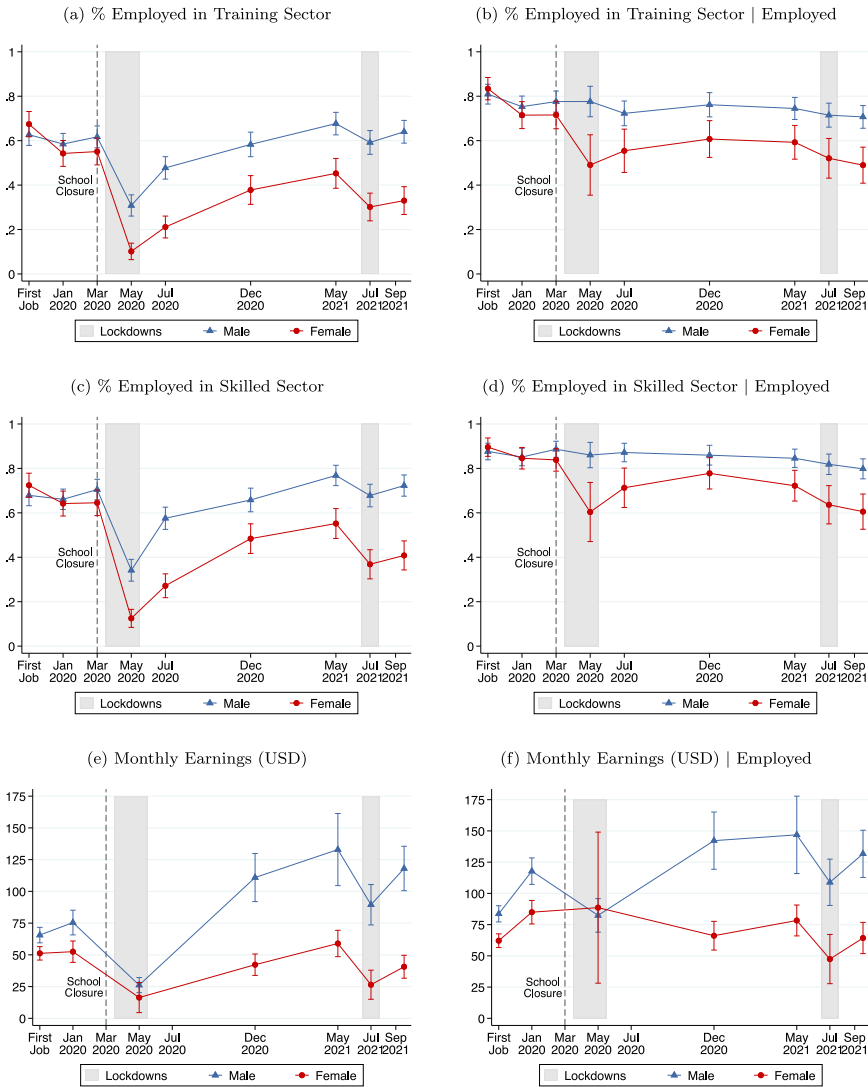 (a) % Employed in Training Sector
1
.8
.6
.4
.2
0
School
Closure
First Jan Mar May Jul Dec May Jul Sep
Job 2020 2020 2020 2020 2020 2021 2021 2021
Lockdowns Male Female
(b) % Employed in Training Sector | Employed
1
.8
.6
.4
.2
0
School
Closure
First Jan Mar May Jul Dec May Jul Sep
Job 2020 2020 2020 2020 2020 2021 2021 2021
Lockdowns Male Female
(c) % Employed in Skilled Sector
1
.8
.6
.4
.2
0
School
Closure
First Jan Mar May Jul Dec May Jul Sep
Job 2020 2020 2020 2020 2020 2021 2021 2021
Lockdowns Male Female
(d) % Employed in Skilled Sector | Employed
1
.8
.6
.4
.2
0
School
Closure
First Jan Mar May Jul Dec May Jul Sep
Job 2020 2020 2020 2020 2020 2021 2021 2021
Lockdowns Male Female
(e) Monthly Earnings (USD)
175
150
125
100
75
50
25
0
School
Closure
First Jan Mar May Jul Dec May Jul Sep
Job 2020 2020 2020 2020 2020 2021 2021 2021
Lockdowns Male Female
(f) Monthly Earnings (USD) | Employed
175
150
125
100
75
50
25
0
School
Closure
First Jan Mar May Jul Dec May Jul Sep
Job 2020 2020 2020 2020 2020 2021 2021 2021
Lockdowns Male Female